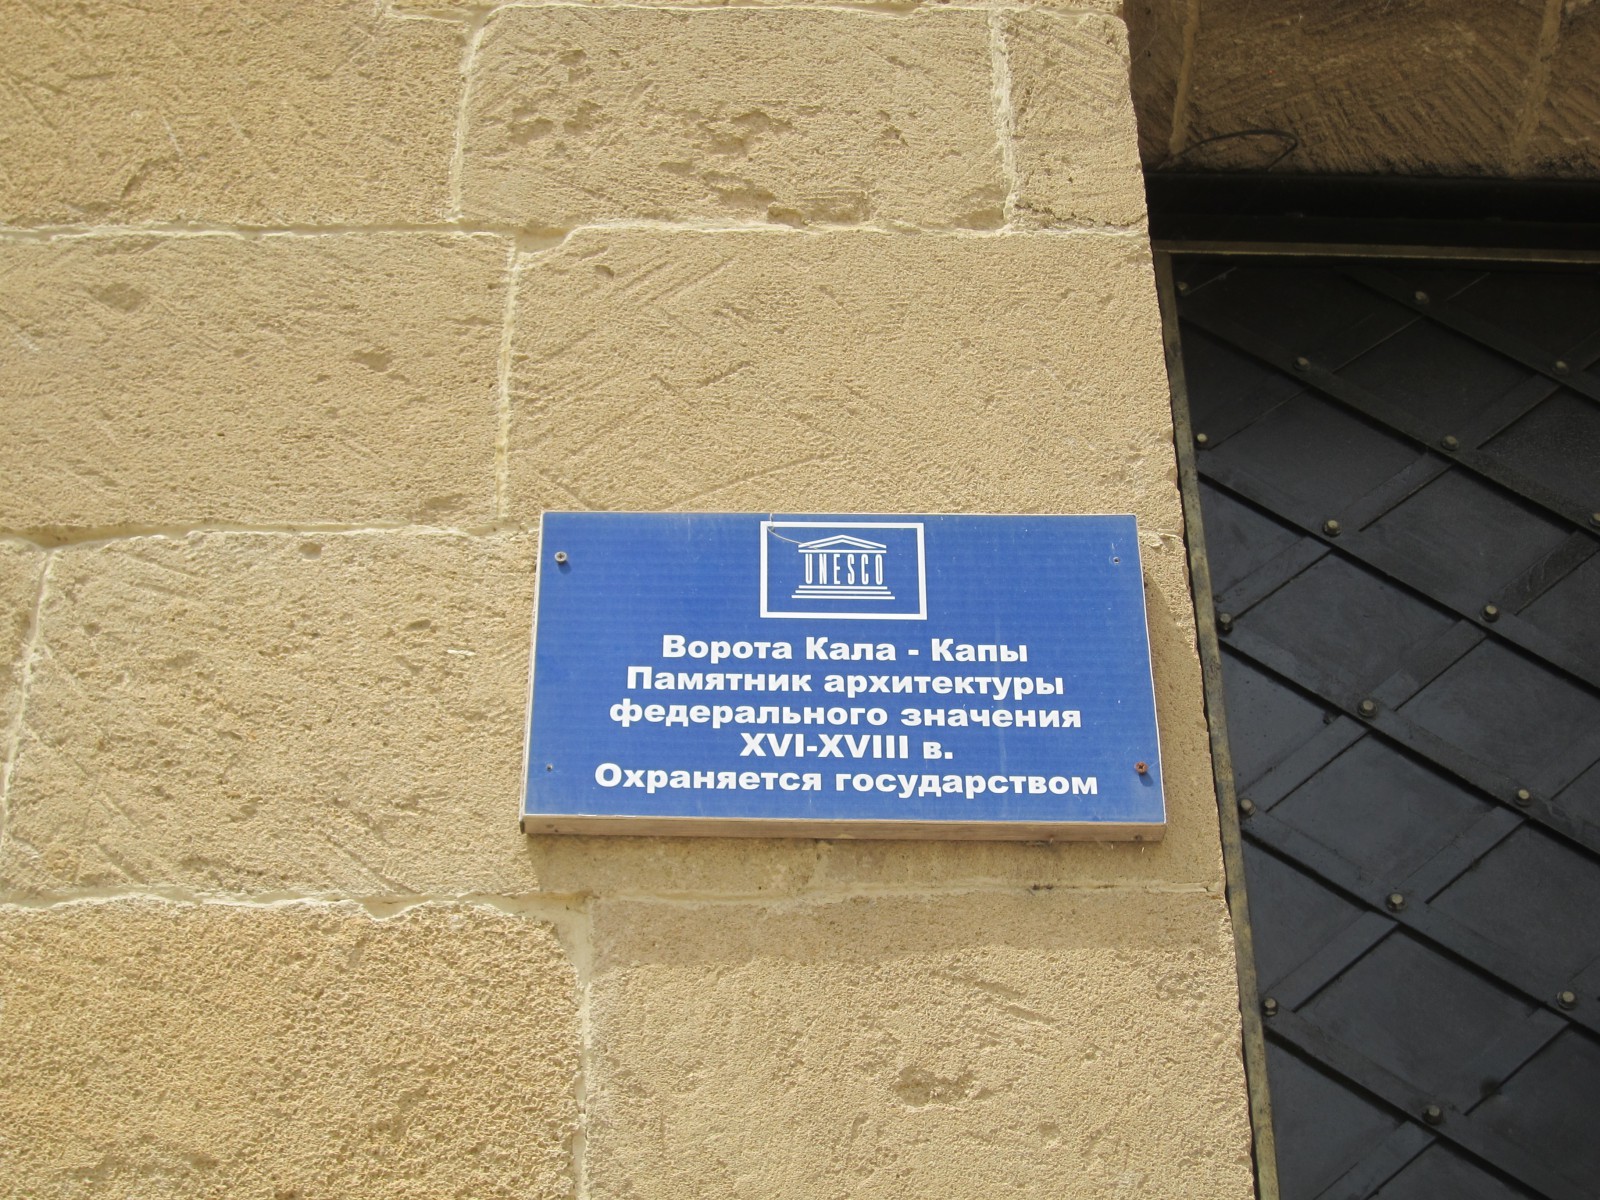 UNESCO
Ворота Кала - Капы
Памятник архитектуры
федерального значения
XVI-XVIII в.
Охраняется государством